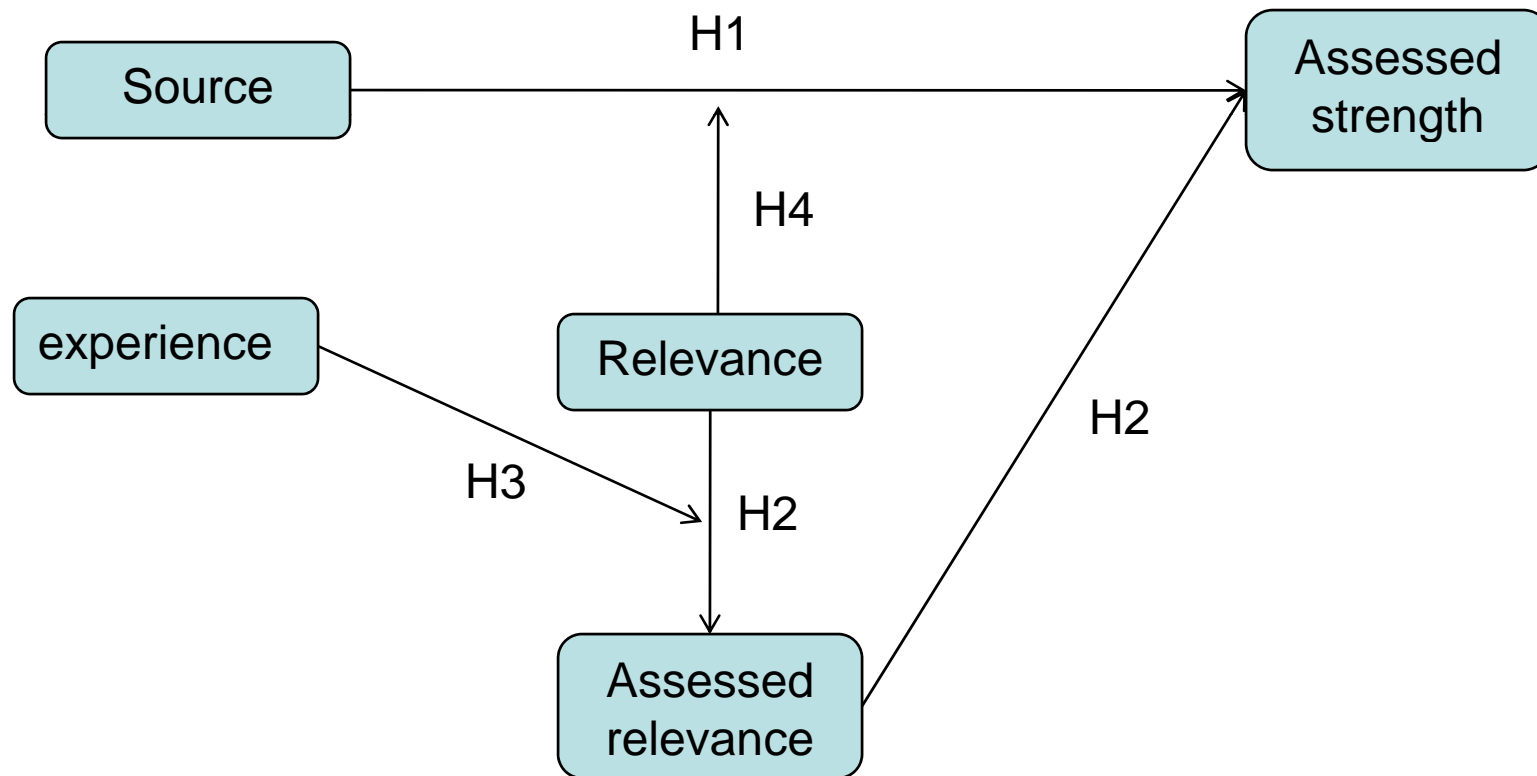 H1
Source
Assessed
strength
H4
experience
Relevance
H2
H3
H2
Assessed
relevance